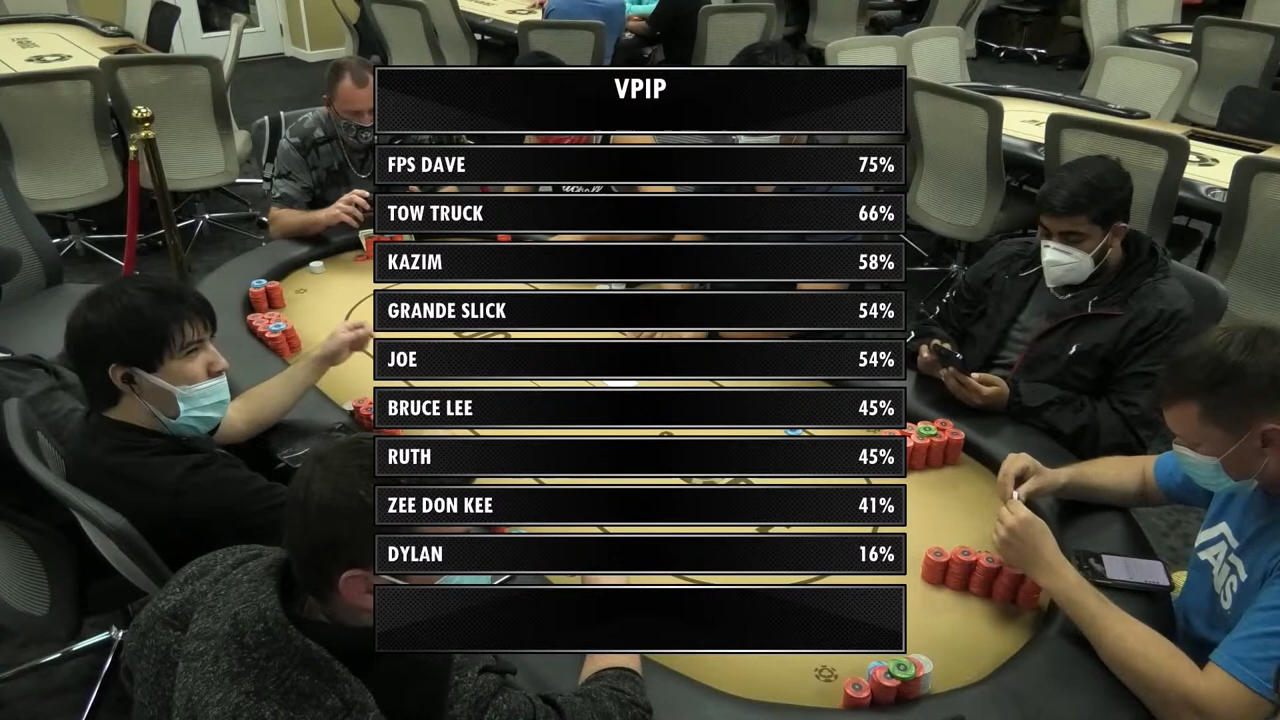 VPIP
FPS DAVE 75%
TOW TRUCK 66%
KAZIM 58%
GRANDE SLICK 54%
JOE 54%
BRUCE LEE 45%
RUTH 45%
ZEE DON KEE 41%
DYLAN 16%
VANS